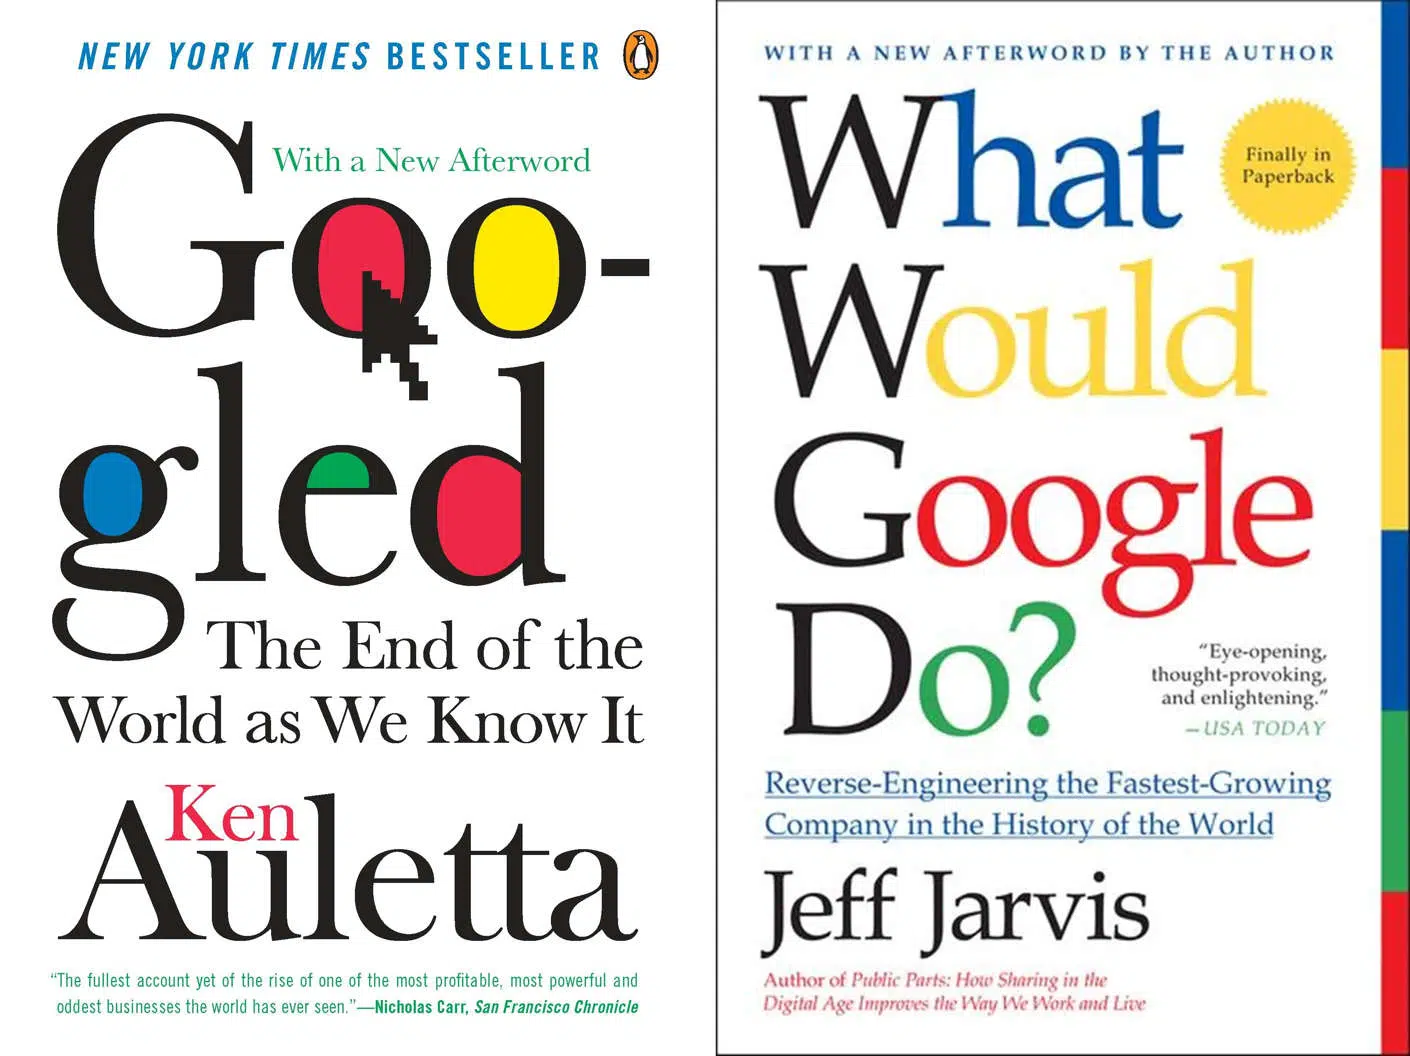 NEW YORK TIMES BESTSELLER
With a New Afterword
Goo-
gled
The End of the
World as We Know It
Ken
Auletta
“The fullest account yet of the rise of one of the most profitable, most powerful and
oddest businesses the world has ever seen.”—Nicholas Carr, San Francisco Chronicle
WITH A NEW AFTERWORD BY THE AUTHOR
What
Finally in
Paperback
Would
Google
Do?
“Eye-opening,
thought-provoking,
and enlightening.”
—USA TODAY
Reverse-Engineering the Fastest-Growing
Company in the History of the World
Jeff Jarvis
Author of Public Parts: How Sharing in the
Digital Age Improves the Way We Work and Live